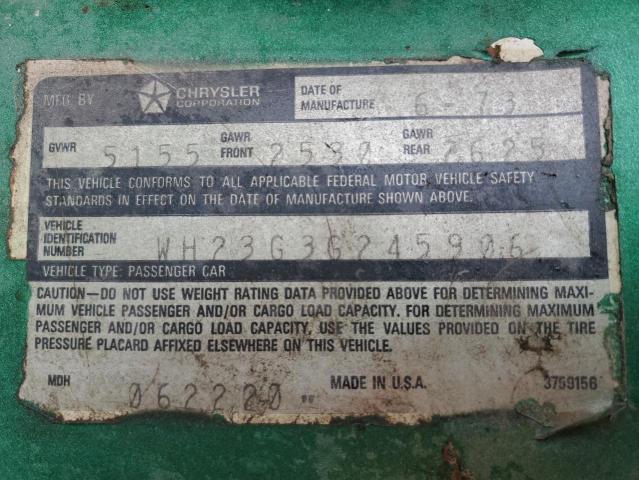 MFG. BY CHRYSLER CORPORATION
DATE OF MANUFACTURE 6-73
GVWR 5155 GAWR FRONT 2530 GAWR REAR 2625
THIS VEHICLE CONFORMS TO ALL APPLICABLE FEDERAL MOTOR VEHICLE SAFETY
STANDARDS IN EFFECT ON THE DATE OF MANUFACTURE SHOWN ABOVE.
VEHICLE IDENTIFICATION NUMBER WH23G3G245906
VEHICLE TYPE: PASSENGER CAR
CAUTION—DO NOT USE WEIGHT RATING DATA PROVIDED ABOVE FOR DETERMINING MAXI-
MUM VEHICLE PASSENGER AND/OR CARGO LOAD CAPACITY. FOR DETERMINING MAXIMUM
PASSENGER AND/OR CARGO LOAD CAPACITY, USE THE VALUES PROVIDED ON THE TIRE
PRESSURE PLACARD AFFIXED ELSEWHERE ON THIS VEHICLE.
MDH 062220 MADE IN U.S.A. 3759156